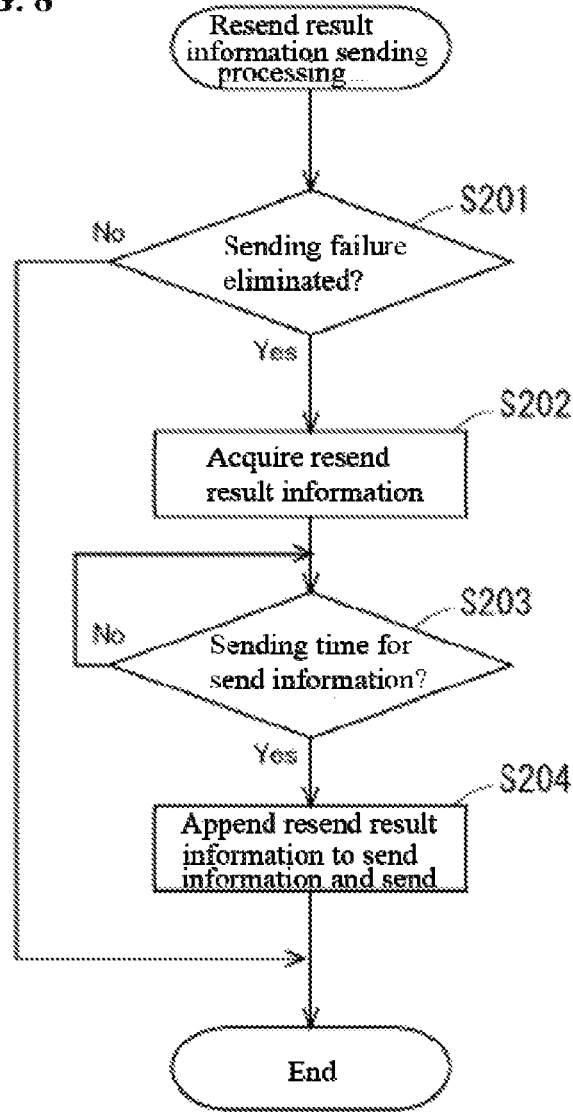 G. 8
Resend result
information sending
processing
S201
No
Sending failure
eliminated?
Yes
S202
Acquire resend
result information
S203
No
Sending time for
send information?
Yes
S204
Append resend result
information to send
information and send
End